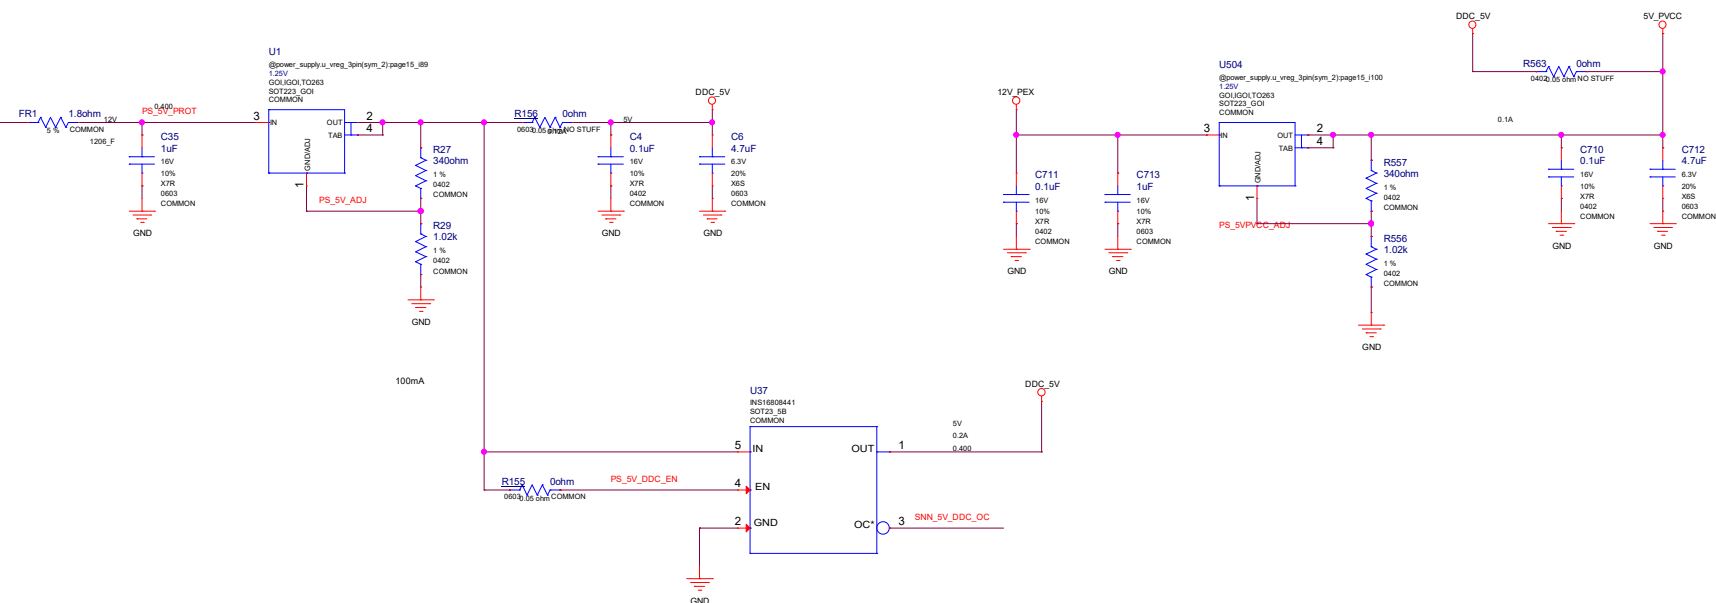 FR1
1.8ohm
5 %
COMMON
1206_F
12V
0.400
PS_5V_PROT
C35
1uF
16V
10%
X7R
0603
COMMON
GND
U1
@power_supply.u_vreg_3pin(sym_2):page15_i89
1.25V
GOI,IGOI,TO263
SOT223_GOI
COMMON
3
IN
OUT
TAB
GND/ADJ
2
4
1
PS_5V_ADJ
R27
340ohm
1 %
0402
COMMON
R29
1.02k
1 %
0402
COMMON
GND
R156
0ohm
0603
0.05 ohm
NO STUFF
5V
C4
0.1uF
16V
10%
X7R
0402
COMMON
GND
DDC_5V
C6
4.7uF
6.3V
20%
X6S
0603
COMMON
GND
100mA
R155
0ohm
0603
0.05 ohm
COMMON
PS_5V_DDC_EN
U37
INS16808441
SOT23_5B
COMMON
5
IN
4
EN
2
GND
OUT
1
OC*
3
GND
5V
0.2A
0.400
DDC_5V
SNN_5V_DDC_OC
12V_PEX
C711
0.1uF
16V
10%
X7R
0402
COMMON
GND
C713
1uF
16V
10%
X7R
0603
COMMON
GND
U504
@power_supply.u_vreg_3pin(sym_2):page15_i100
1.25V
GOI,IGOI,TO263
SOT223_GOI
COMMON
3
IN
OUT
TAB
GND/ADJ
2
4
1
PS_5VPVCC_ADJ
R557
340ohm
1 %
0402
COMMON
R556
1.02k
1 %
0402
COMMON
GND
DDC_5V
5V_PVCC
R563
0ohm
0402
0.05 ohm
NO STUFF
0.1A
C710
0.1uF
16V
10%
X7R
0402
COMMON
GND
C712
4.7uF
6.3V
20%
X6S
0603
COMMON
GND